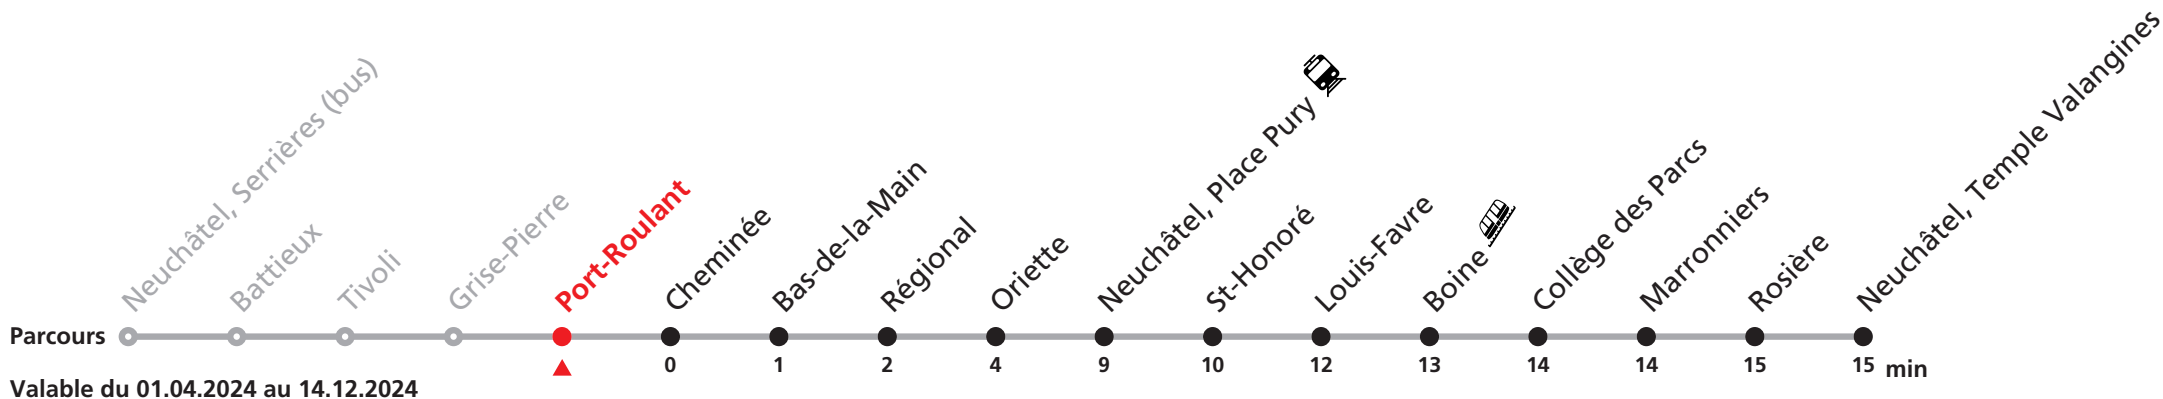 Neuchâtel, Serrières (bus)
Battieux
Tivoli
Grise-Pierre
Port-Roulant
Cheminée
Bas-de-la-Main
Régional
Oriette
Neuchâtel, Place Pury
St-Honoré
Louis-Favre
Boine
Collège des Parcs
Marronniers
Rosière
Neuchâtel, Temple Valangines
Parcours
0 1 2 4 9 10 12 13 14 14 15 15 min
Valable du 01.04.2024 au 14.12.2024